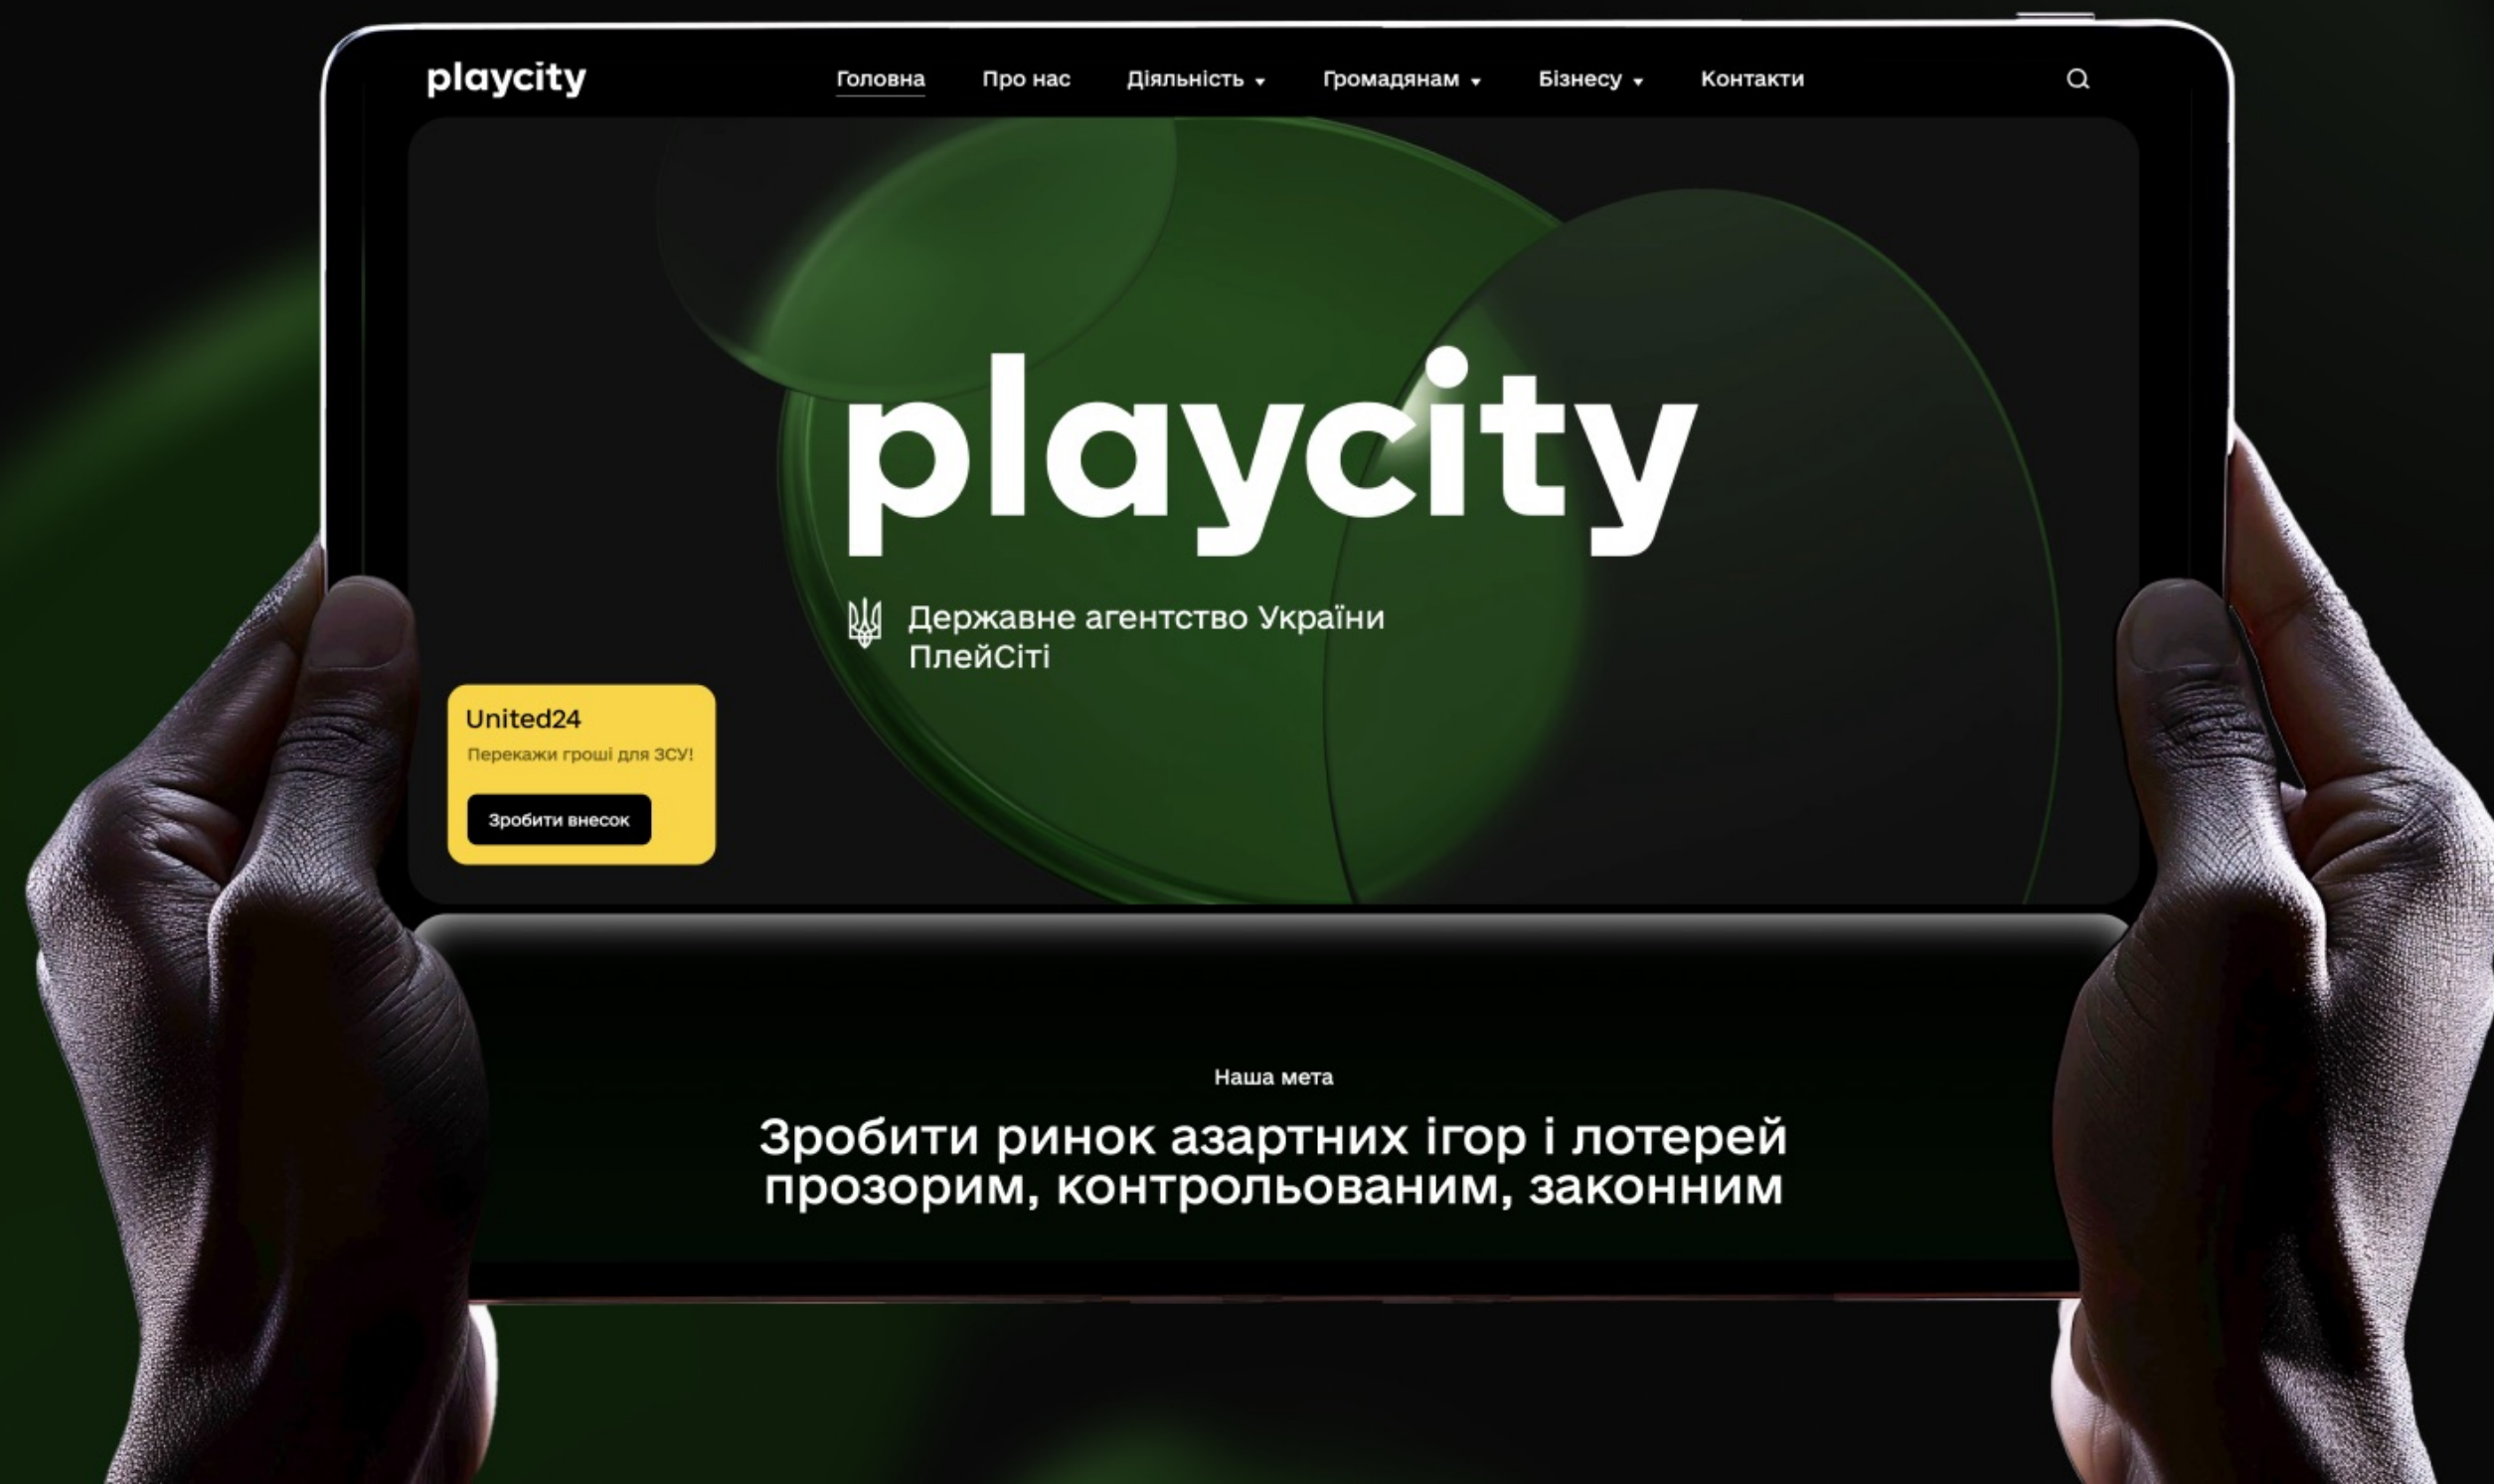 playcity
Головна Про нас Діяльність Громадянам Бізнесу Контакти
playcity
Державне агентство України
ПлейСіті
United24
Перекажи гроші для ЗСУ!
Зробити внесок
Наша мета
Зробити ринок азартних ігор і лотерей
прозорим, контрольованим, законним